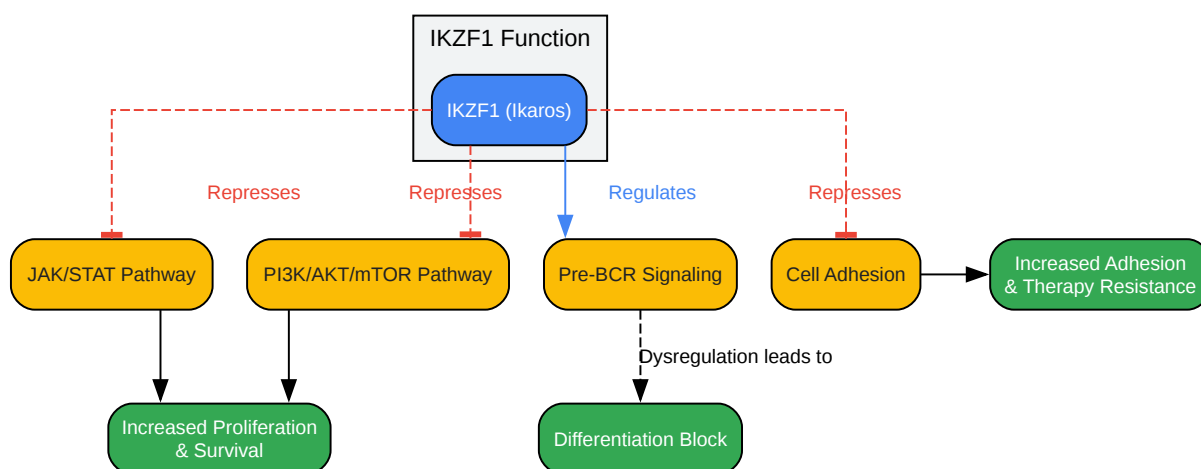 IKZF1 Function
IKZF1 (Ikaros)
Represses
Represses
Regulates
Represses
JAK/STAT Pathway
PI3K/AKT/mTOR Pathway
Pre-BCR Signaling
Cell Adhesion
Increased Adhesion
& Therapy Resistance
Dysregulation leads to
Increased Proliferation
& Survival
Differentiation Block